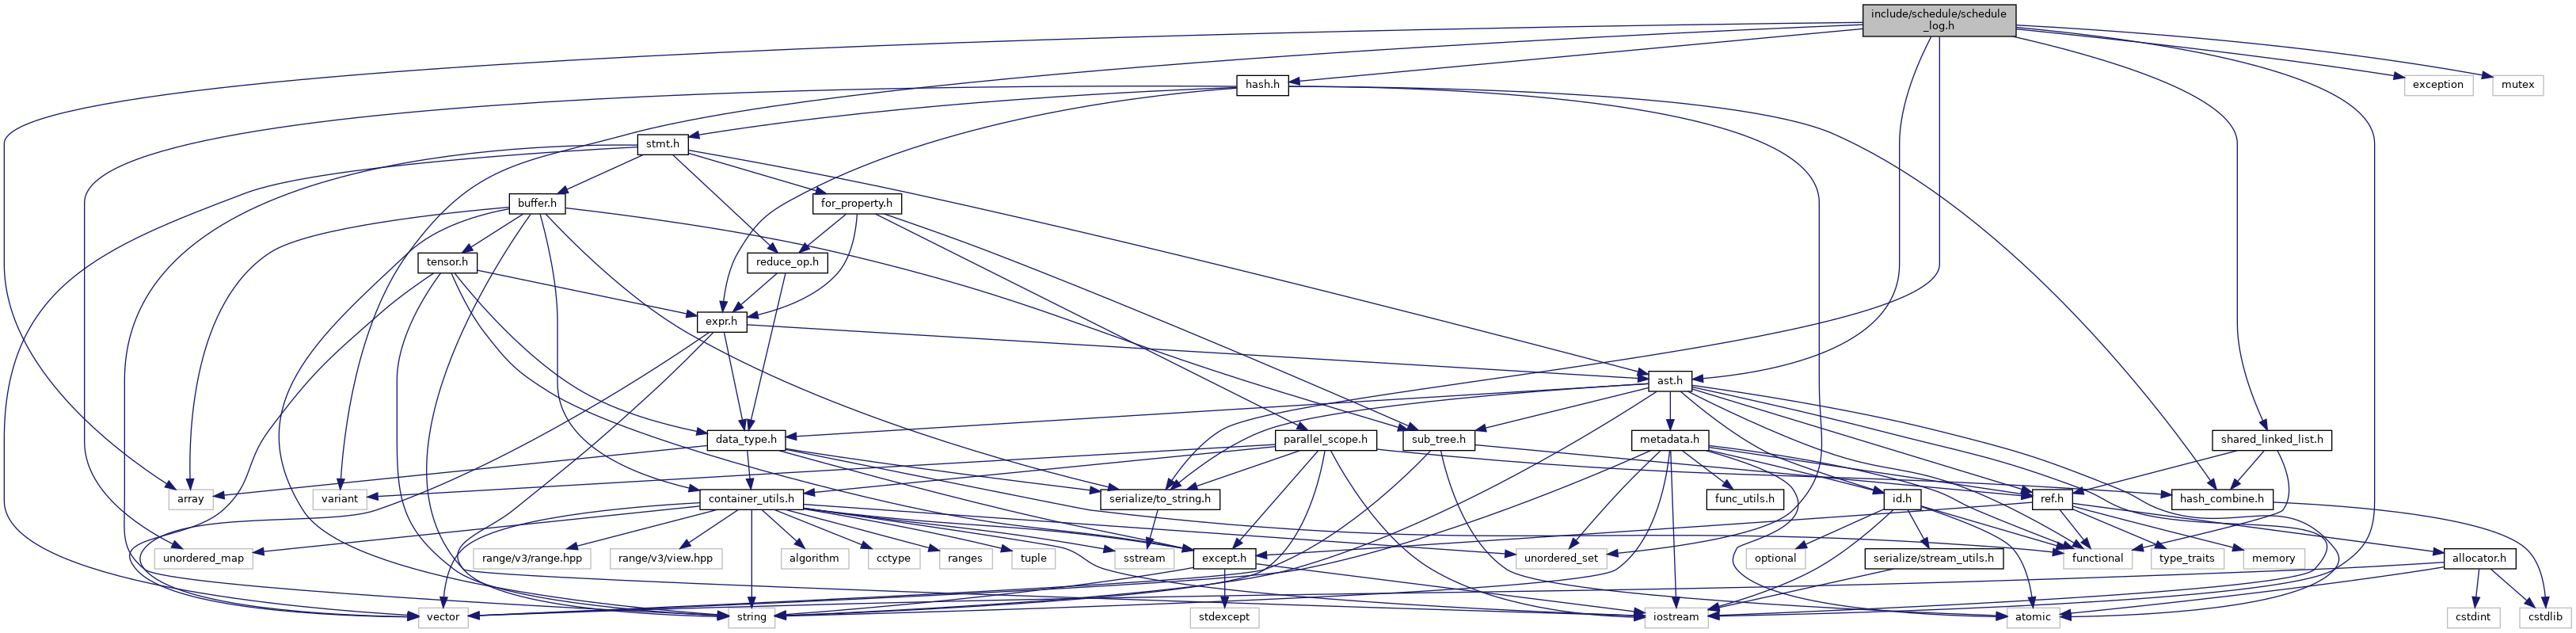 include/schedule/schedule
_log.h
hash.h
exception
mutex
stmt.h
buffer.h
for_property.h
tensor.h
reduce_op.h
expr.h
ast.h
data_type.h
parallel_scope.h
sub_tree.h
metadata.h
shared_linked_list.h
array
variant
container_utils.h
serialize/to_string.h
func_utils.h
id.h
ref.h
hash_combine.h
unordered_map
range/v3/range.hpp
range/v3/view.hpp
algorithm
cctype
ranges
tuple
sstream
except.h
unordered_set
optional
serialize/stream_utils.h
functional
type_traits
memory
allocator.h
vector
string
stdexcept
iostream
atomic
cstdint
cstdlib